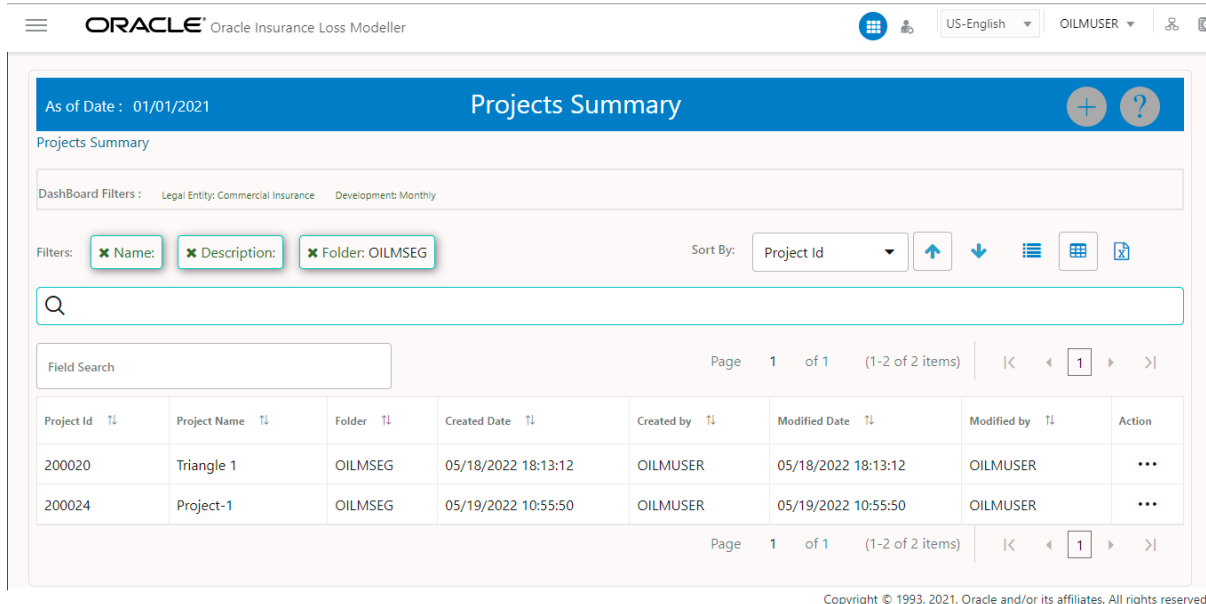 ORACLE® Oracle Insurance Loss Modeller US-English OILMUSER
As of Date : 01/01/2021 Projects Summary + ?
Projects Summary
DashBoard Filters : Legal Entity: Commercial Insurance Development: Monthly
Filters: × Name: × Description: × Folder: OILMSEG Sort By: Project Id
Field Search Page 1 of 1 (1-2 of 2 items) 1
Project Id Project Name Folder Created Date Created by Modified Date Modified by Action
200020 Triangle 1 OILMSEG 05/18/2022 18:13:12 OILMUSER 05/18/2022 18:13:12 OILMUSER ...
200024 Project-1 OILMSEG 05/19/2022 10:55:50 OILMUSER 05/19/2022 10:55:50 OILMUSER ...
Page 1 of 1 (1-2 of 2 items) 1
Copyright © 1993, 2021, Oracle and/or its affiliates. All rights reserved